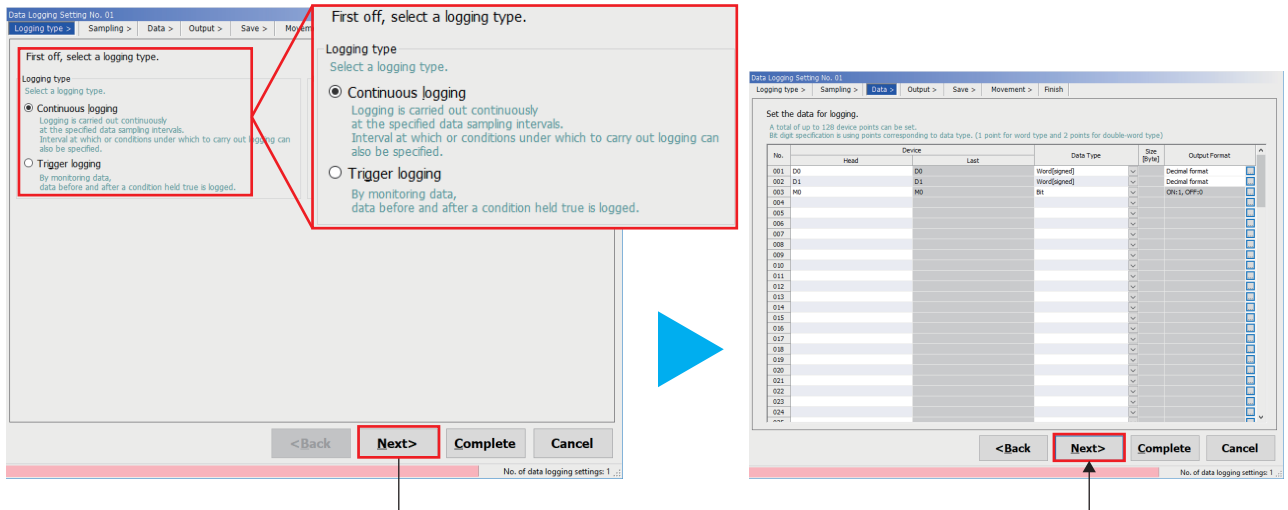 Data Logging Setting No. 01
Logging type > Sampling > Data > Output > Save > Movem
First off, select a logging type.
Logging type
Select a logging type.
Continuous logging
Logging is carried out continuously
at the specified data sampling intervals.
Interval at which or conditions under which to carry out logging can
also be specified.
Trigger logging
By monitoring data,
data before and after a condition held true is logged.
<Back Next> Complete Cancel
No. of data logging settings: 1
First off, select a logging type.
Logging type
Select a logging type.
Continuous logging
Logging is carried out continuously
at the specified data sampling intervals.
Interval at which or conditions under which to carry out logging can
also be specified.
Trigger logging
By monitoring data,
data before and after a condition held true is logged.
Data Logging Setting No. 01
Logging type > Sampling > Data > Output > Save > Movement > Finish
Set the data for logging.
A total of up to 128 device points can be set.
Bit digit specification is using points corresponding to data type. (1 point for word type and 2 points for double-word type)
No. Device Data Type Size [Byte] Output Format
Head Last
001 D0 D0 Word[signed] Decimal format
002 D1 D1 Word[signed] Decimal format
003 M0 M0 Bit ON:1, OFF:0
004
005
006
007
008
009
010
011
012
013
014
015
016
017
018
019
020
021
022
023
024
<Back Next> Complete Cancel
No. of data logging settings: 1